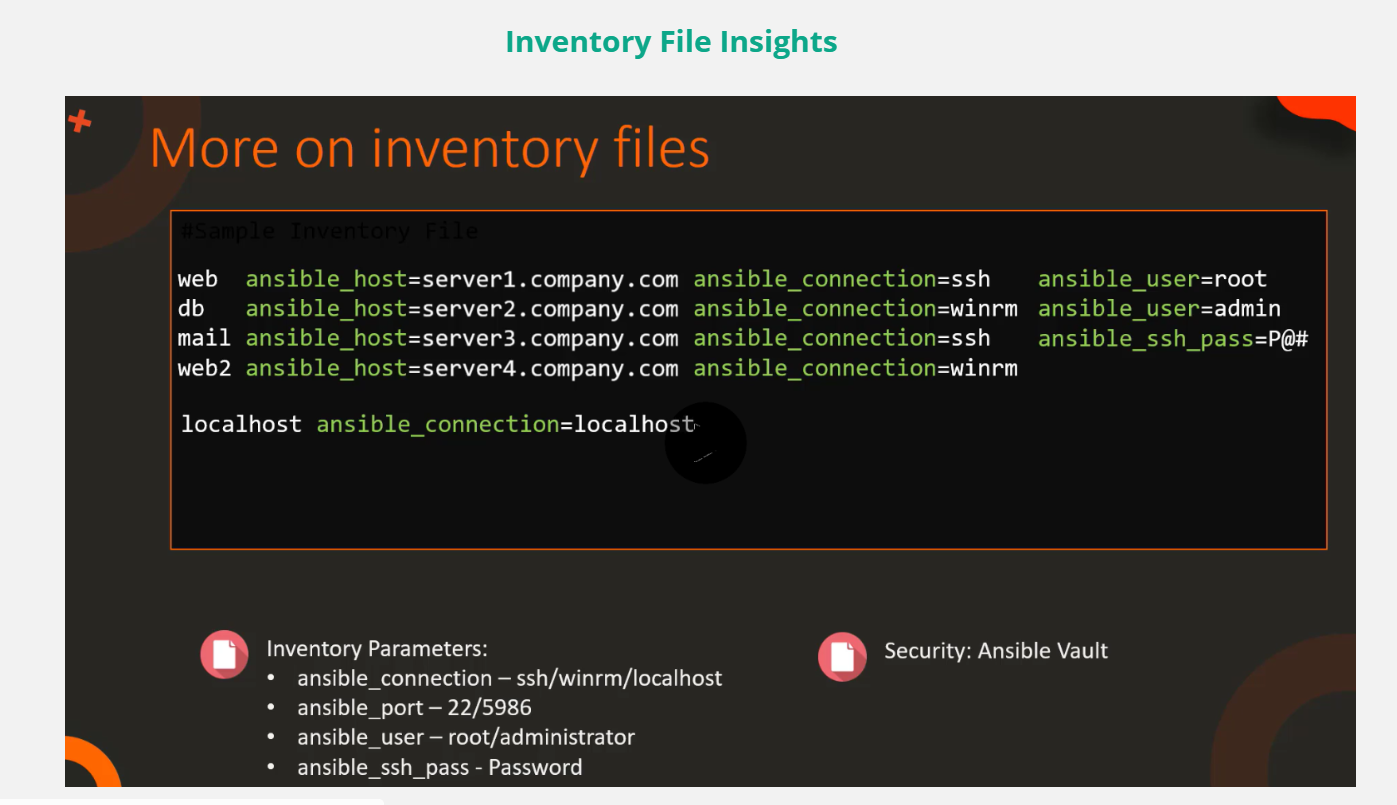 Inventory File Insights
More on inventory files
#Sample Inventory File
web ansible_host=server1.company.com ansible_connection=ssh ansible_user=root
db ansible_host=server2.company.com ansible_connection=winrm ansible_user=admin
mail ansible_host=server3.company.com ansible_connection=ssh ansible_ssh_pass=P@#
web2 ansible_host=server4.company.com ansible_connection=winrm
localhost ansible_connection=localhost
Inventory Parameters:
• ansible_connection – ssh/winrm/localhost
• ansible_port – 22/5986
• ansible_user – root/administrator
• ansible_ssh_pass - Password
Security: Ansible Vault